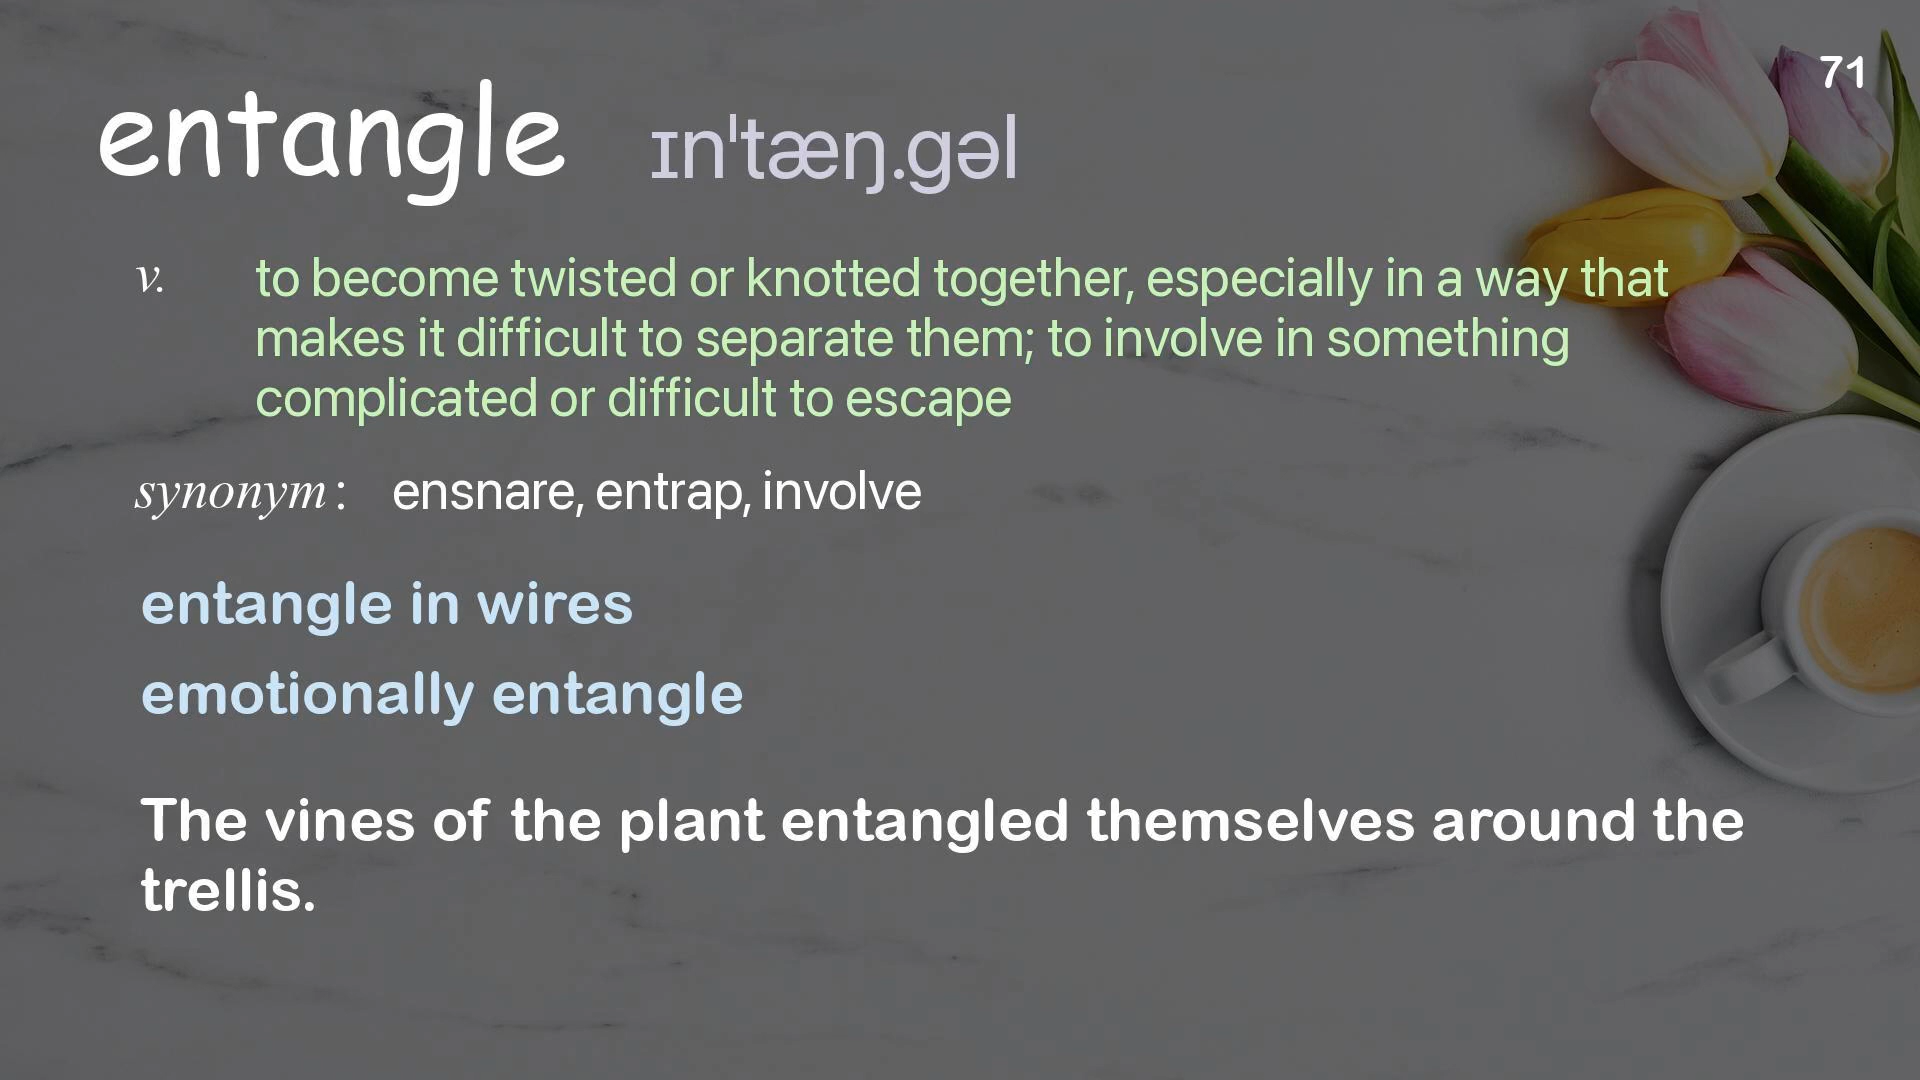 71
entangle ɪnˈtæŋ.gəl
v. to become twisted or knotted together, especially in a way that
makes it difficult to separate them; to involve in something
complicated or difficult to escape
synonym: ensnare, entrap, involve
entangle in wires
emotionally entangle
The vines of the plant entangled themselves around the
trellis.